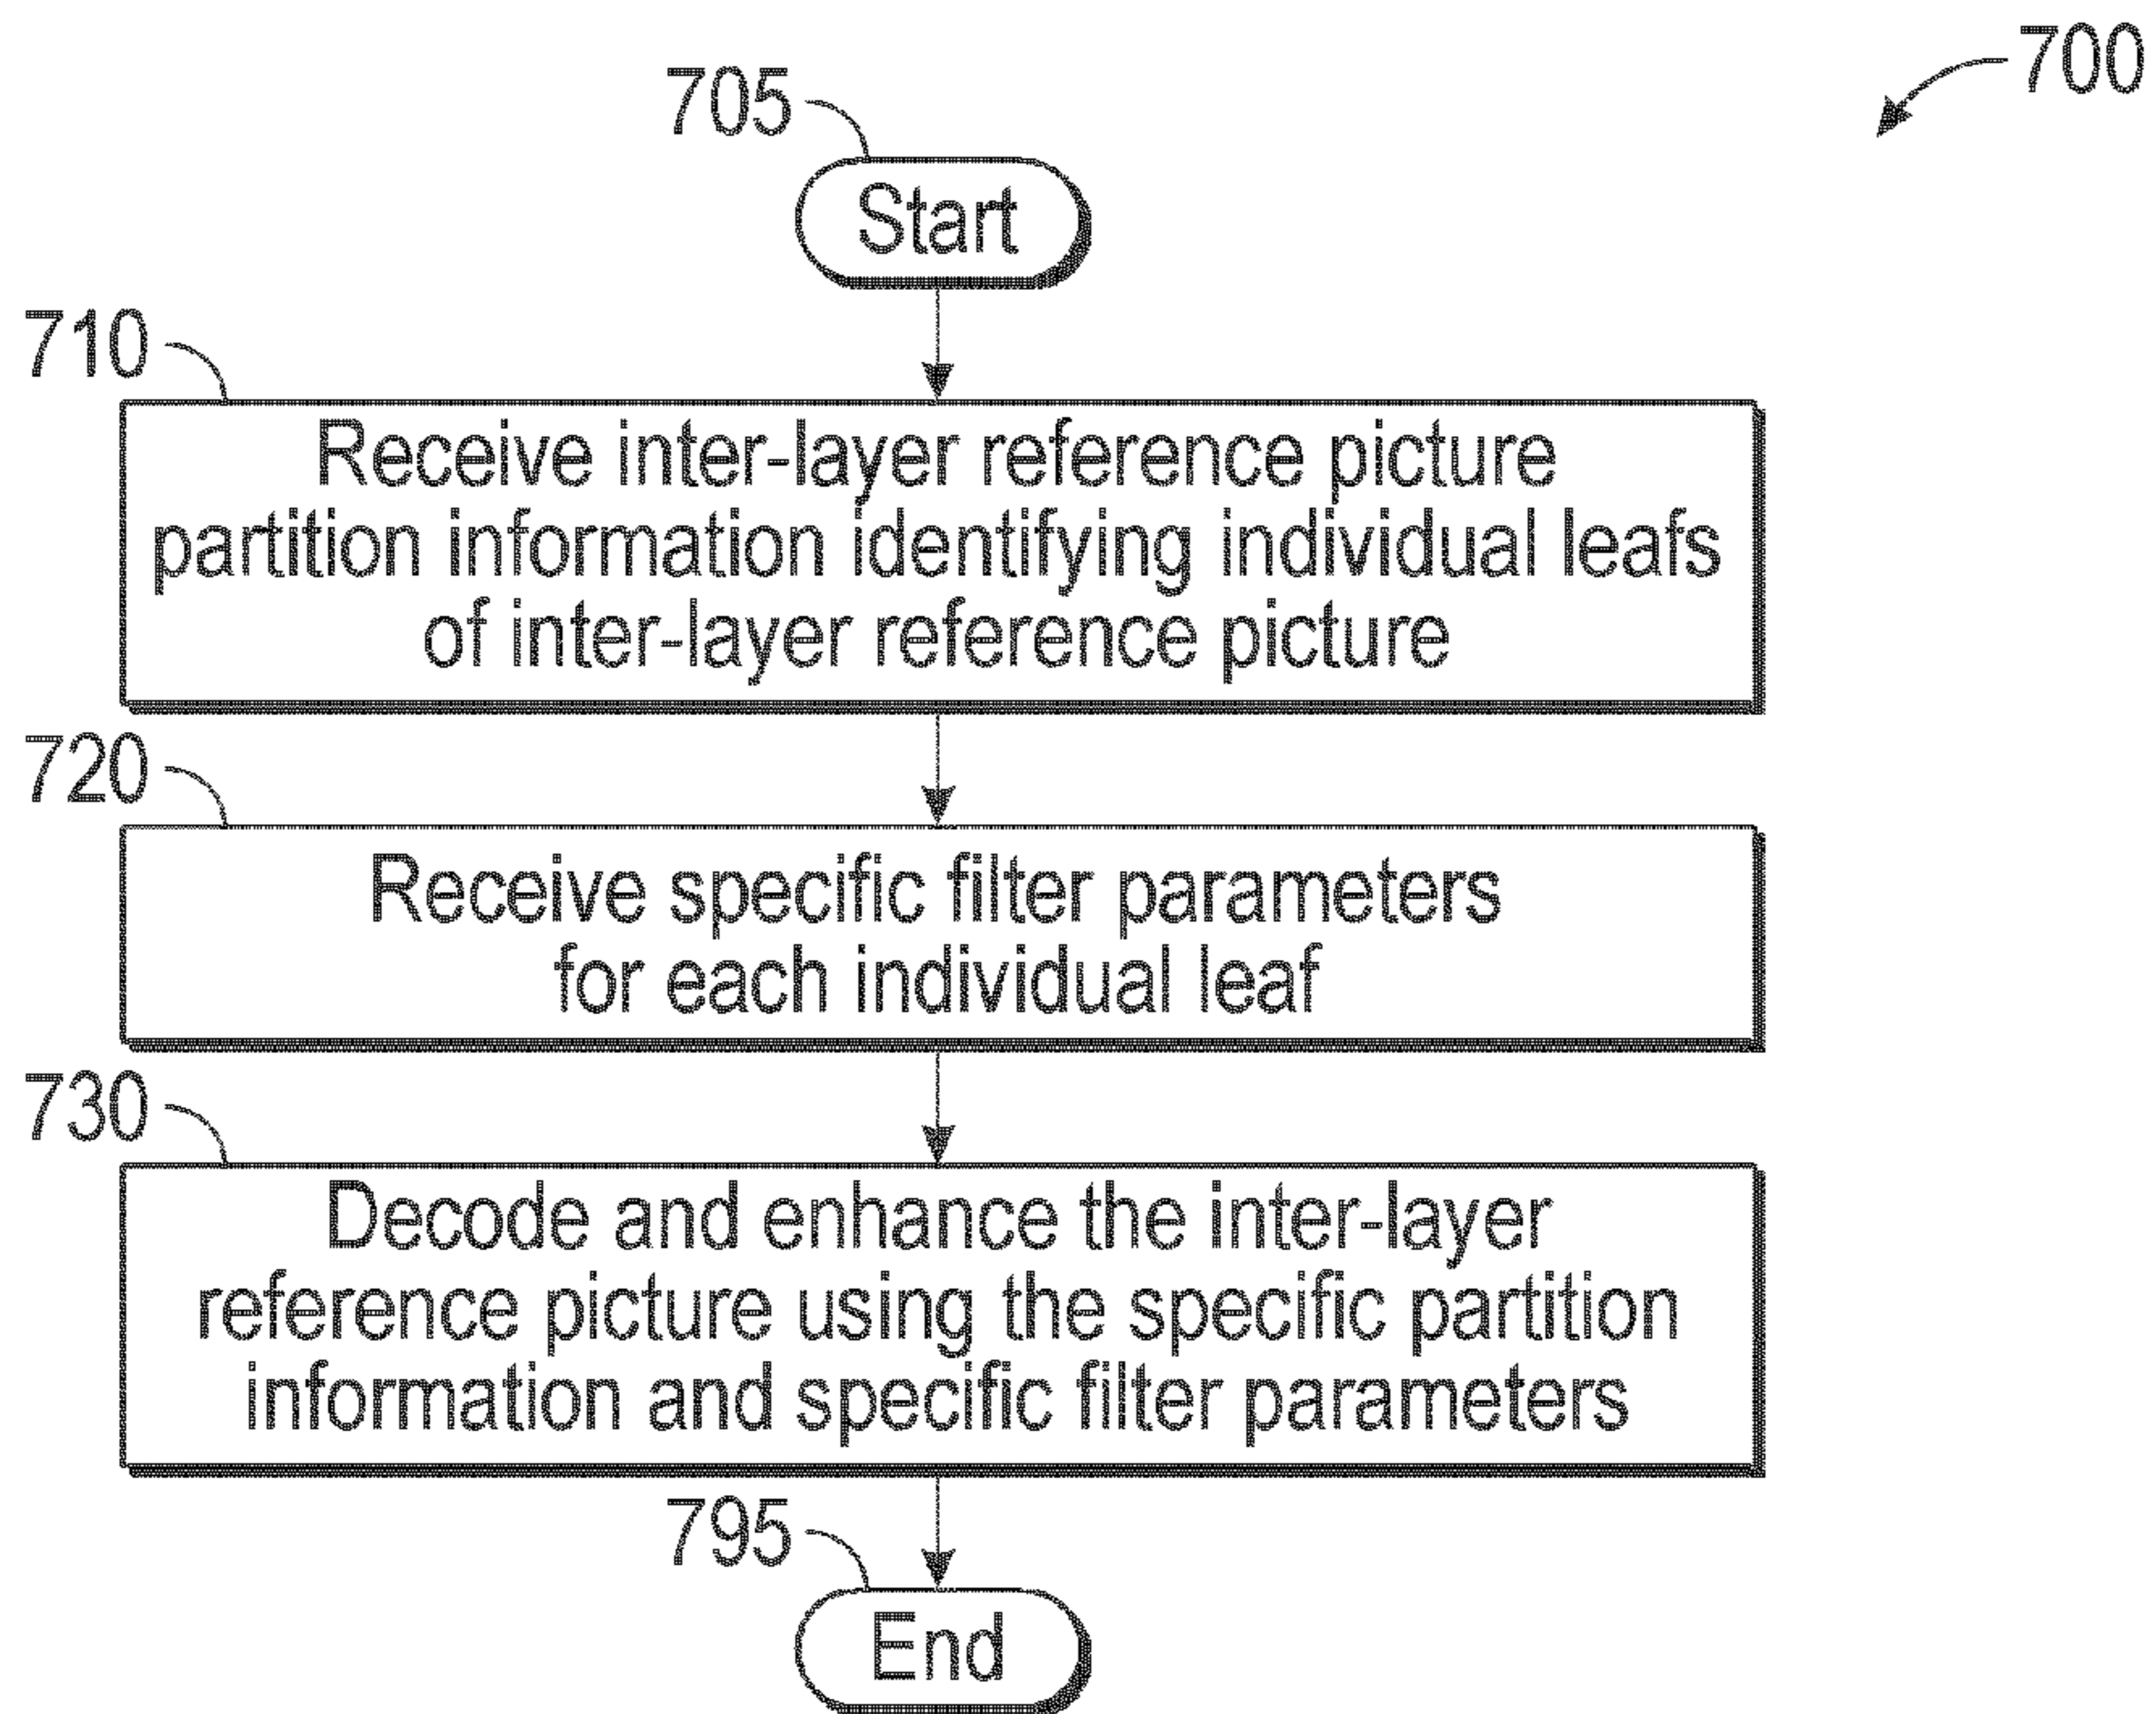 700
705
Start
710
Receive inter-layer reference picture
partition information identifying individual leafs
of inter-layer reference picture
720
Receive specific filter parameters
for each individual leaf
730
Decode and enhance the inter-layer
reference picture using the specific partition
information and specific filter parameters
795
End